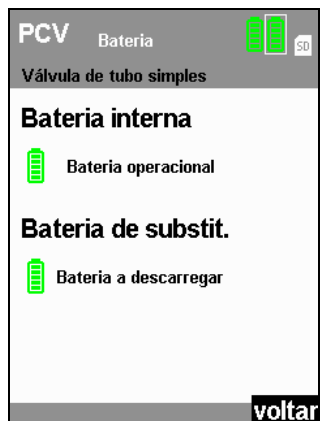 PCV Bateria
SD
Válvula de tubo simples
Bateria interna
Bateria operacional
Bateria de substit.
Bateria a descarregar
voltar